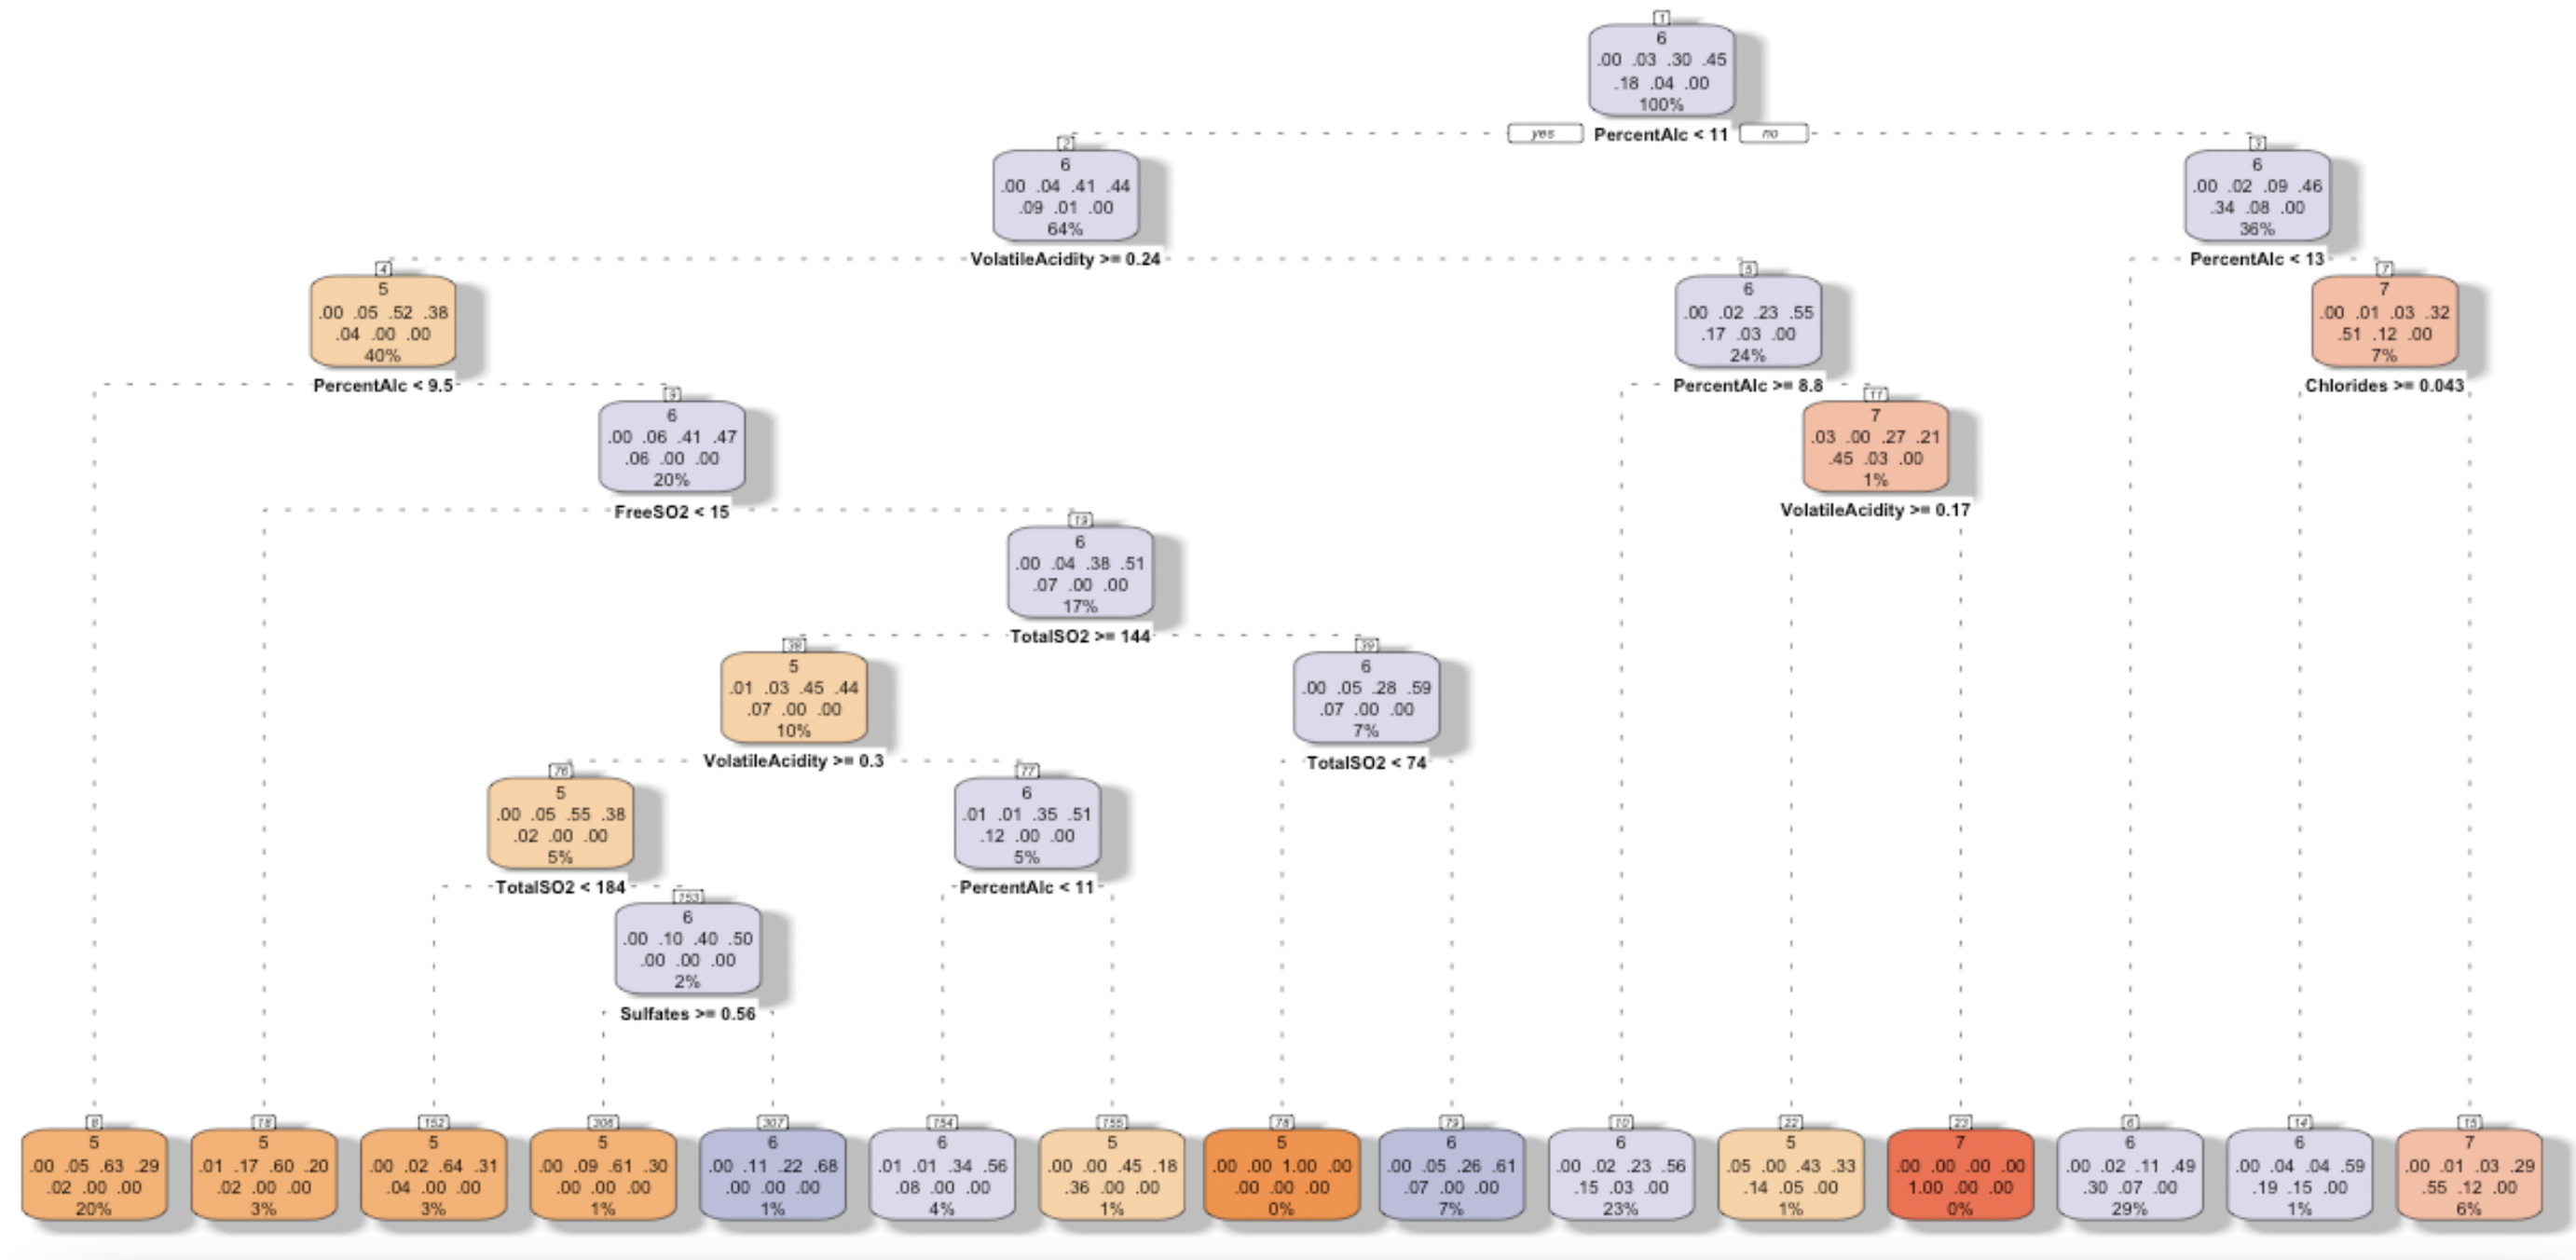 1
6
.00 .03 .30 .45
.18 .04 .00
100%
yes PercentAlc < 11 no
2
6
.00 .04 .41 .44
.09 .01 .00
64%
VolatileAcidity >= 0.24
3
6
.00 .02 .09 .46
.34 .08 .00
36%
PercentAlc < 13
4
5
.00 .05 .52 .38
.04 .00 .00
40%
PercentAlc < 9.5
5
6
.00 .02 .23 .55
.17 .03 .00
24%
PercentAlc >= 8.8
7
7
.00 .01 .03 .32
.51 .12 .00
7%
Chlorides >= 0.043
9
6
.00 .06 .41 .47
.06 .00 .00
20%
FreeSO2 < 15
11
7
.03 .00 .27 .21
.45 .03 .00
1%
VolatileAcidity >= 0.17
19
6
.00 .04 .38 .51
.07 .00 .00
17%
TotalSO2 >= 144
38
5
.01 .03 .45 .44
.07 .00 .00
10%
VolatileAcidity >= 0.3
39
6
.00 .05 .28 .59
.07 .00 .00
7%
TotalSO2 < 74
76
5
.00 .05 .55 .38
.02 .00 .00
5%
TotalSO2 < 184
77
6
.01 .01 .35 .51
.12 .00 .00
5%
PercentAlc < 11
153
6
.00 .10 .40 .50
.00 .00 .00
2%
Sulfates >= 0.56
8
5
.00 .05 .63 .29
.02 .00 .00
20%
18
5
.01 .17 .60 .20
.02 .00 .00
3%
152
5
.00 .02 .64 .31
.04 .00 .00
3%
306
5
.00 .09 .61 .30
.00 .00 .00
1%
307
6
.00 .11 .22 .68
.00 .00 .00
1%
154
6
.01 .01 .34 .56
.08 .00 .00
4%
155
5
.00 .00 .45 .18
.36 .00 .00
1%
78
5
.00 .00 1.00 .00
.00 .00 .00
0%
79
6
.00 .05 .26 .61
.07 .00 .00
7%
10
6
.00 .02 .23 .56
.15 .03 .00
23%
22
5
.05 .00 .43 .33
.14 .05 .00
1%
23
7
.00 .00 .00 .00
1.00 .00 .00
0%
6
6
.00 .02 .11 .49
.30 .07 .00
29%
14
6
.00 .04 .04 .59
.19 .15 .00
1%
15
7
.00 .01 .03 .29
.55 .12 .00
6%